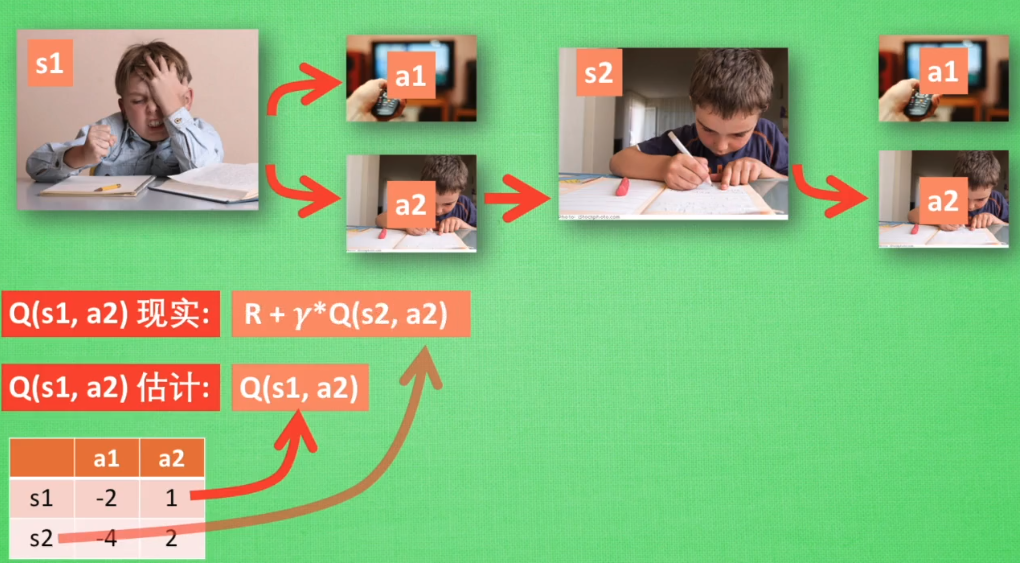 s1
a1
a2
s2
a1
a2
Q(s1, a2) 现实: R + γ*Q(s2, a2)
Q(s1, a2) 估计: Q(s1, a2)
a1 a2
s1 -2 1
s2 -4 2